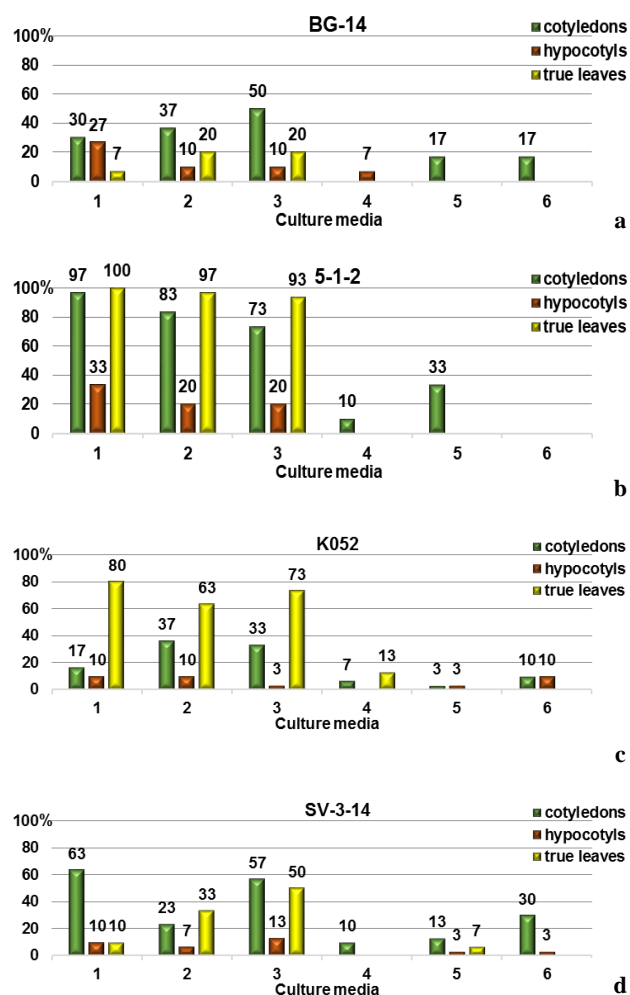 BG-14
cotyledons
hypocotyls
true leaves
100%
80
60
40
20
0
30 27 7 37 10 20 50 10 20 7 17 17
1 2 3 4 5 6
Culture media
a
5-1-2
cotyledons
hypocotyls
true leaves
100%
80
60
40
20
0
97 33 100 83 20 97 73 20 93 10 33
1 2 3 4 5 6
Culture media
b
K052
cotyledons
hypocotyls
true leaves
100%
80
60
40
20
0
17 10 80 37 10 63 33 3 73 7 13 3 3 10 10
1 2 3 4 5 6
Culture media
c
SV-3-14
cotyledons
hypocotyls
true leaves
100%
80
60
40
20
0
63 10 10 23 7 33 57 13 50 10 13 3 7 30 3
1 2 3 4 5 6
Culture media
d